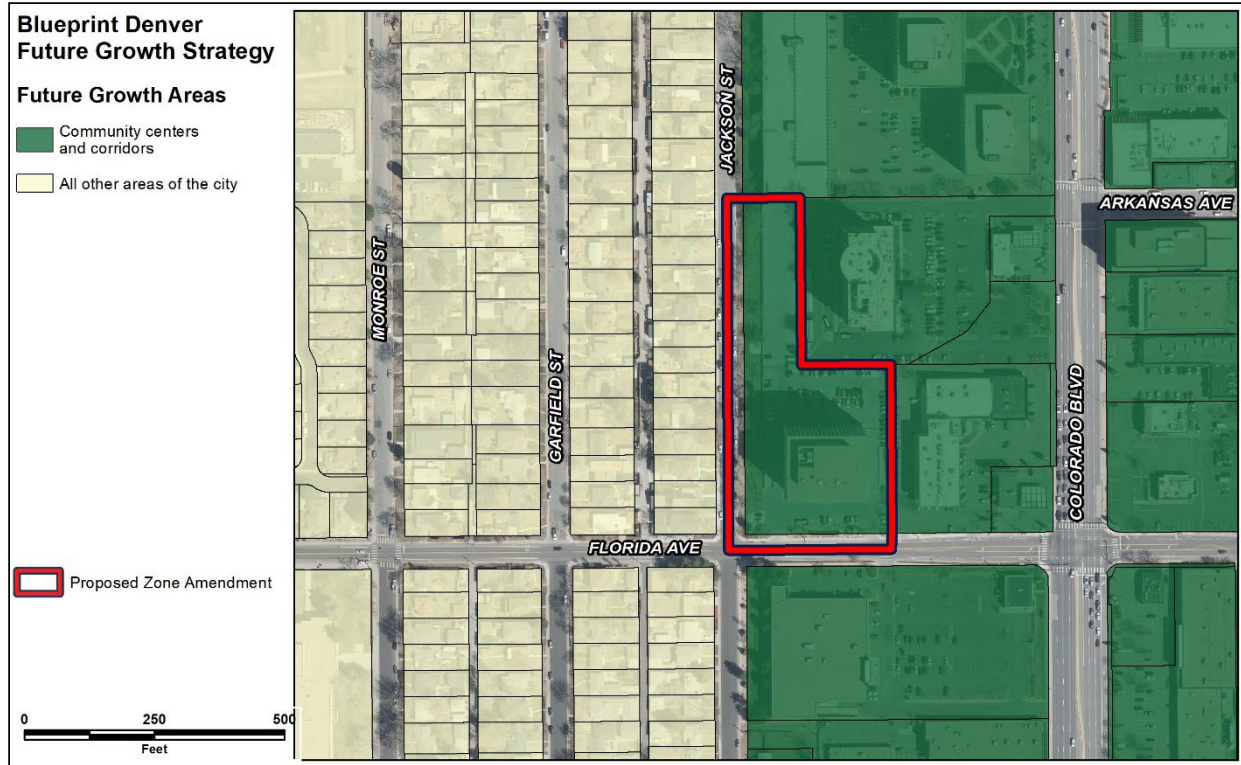 Blueprint Denver
Future Growth Strategy
Future Growth Areas
Community centers
and corridors
All other areas of the city
Proposed Zone Amendment
0 250 500
Feet
MONROE ST
GARFIELD ST
JACKSON ST
FLORIDA AVE
COLORADO BLVD
ARKANSAS AVE